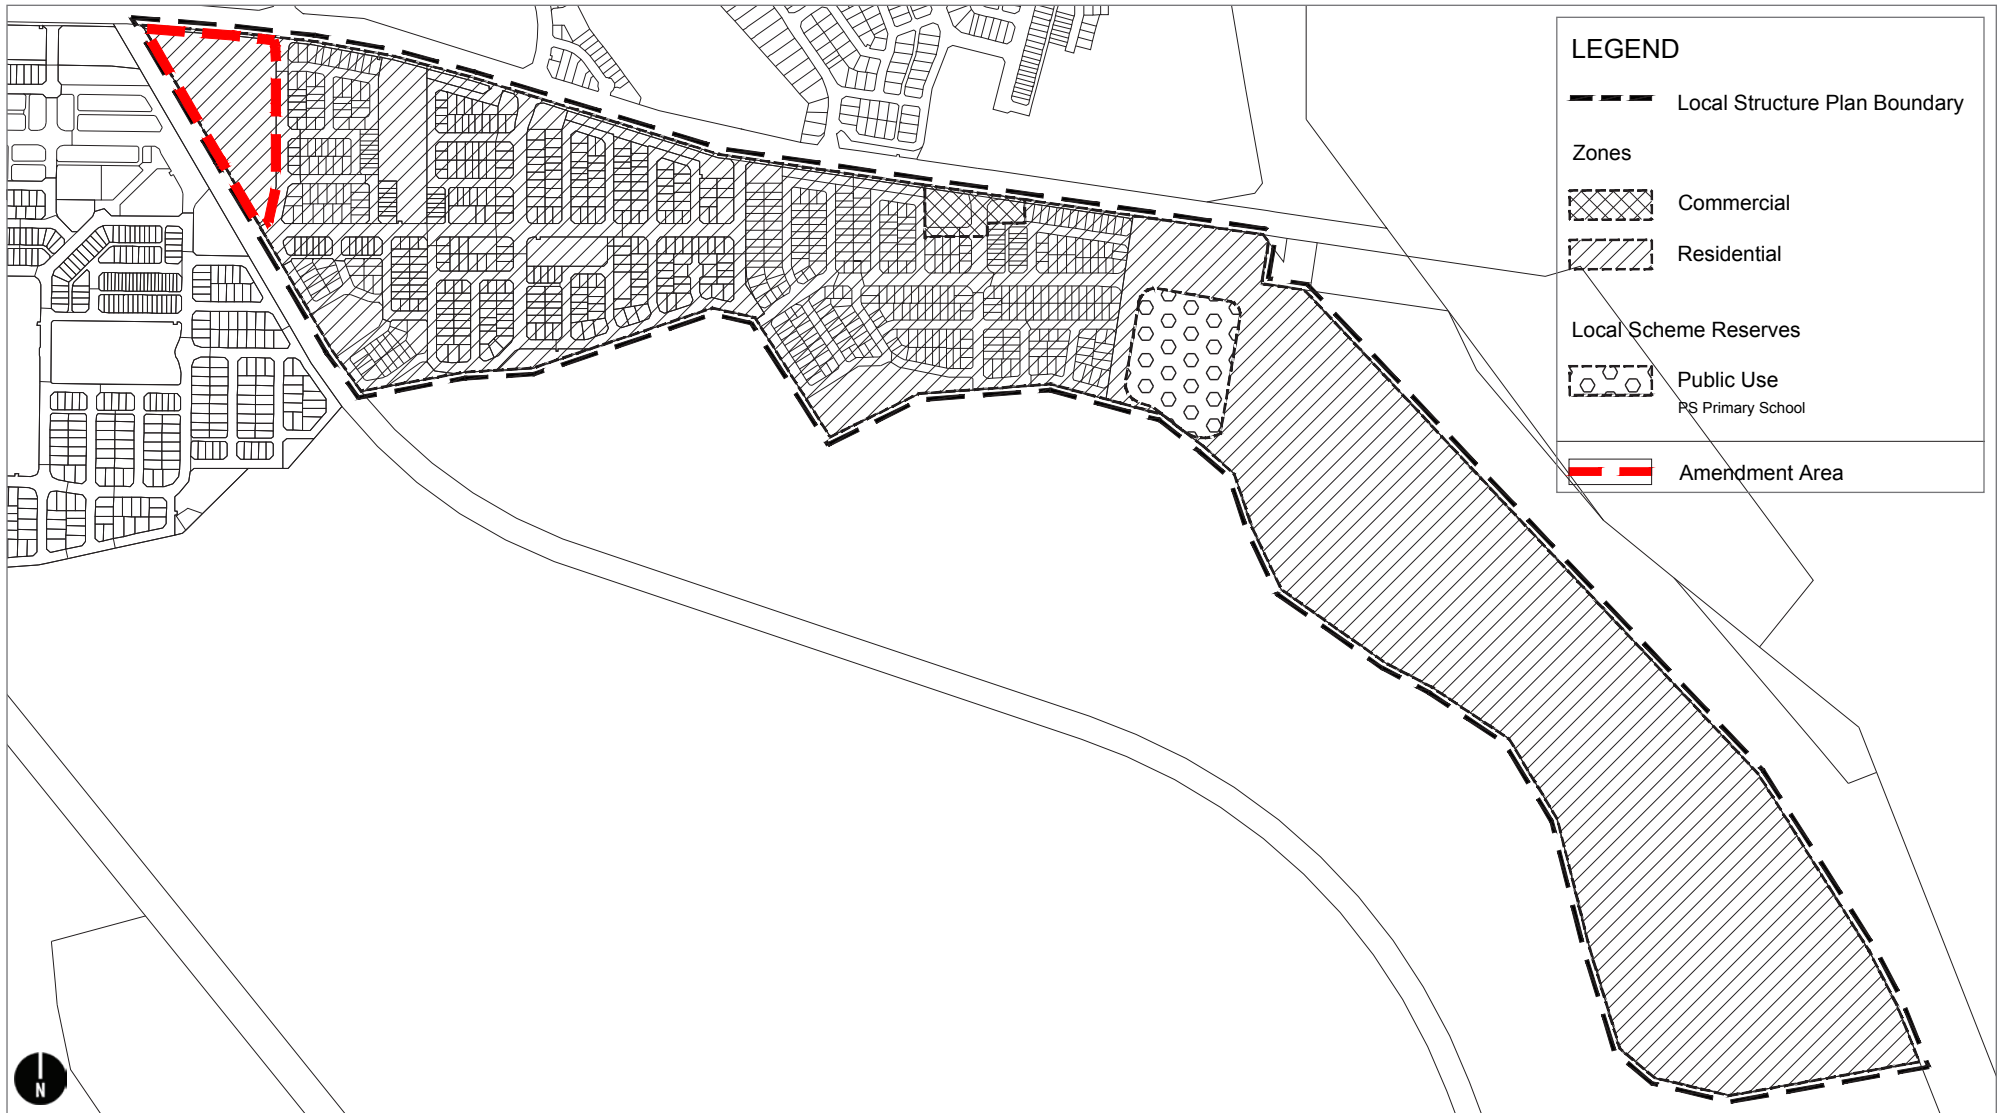 LEGEND
Local Structure Plan Boundary
Zones
Commercial
Residential
Local Scheme Reserves
Public Use
PS Primary School
Amendment Area
N